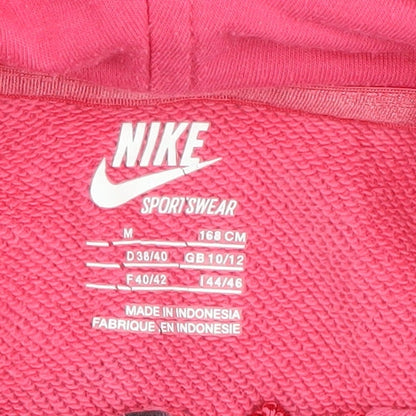 NIKE
SPORTSWEAR
M 168 CM
D 38/40 GB 10/12
F 40/42 I 44/46
MADE IN INDONESIA
FABRIQUE EN INDONESIE